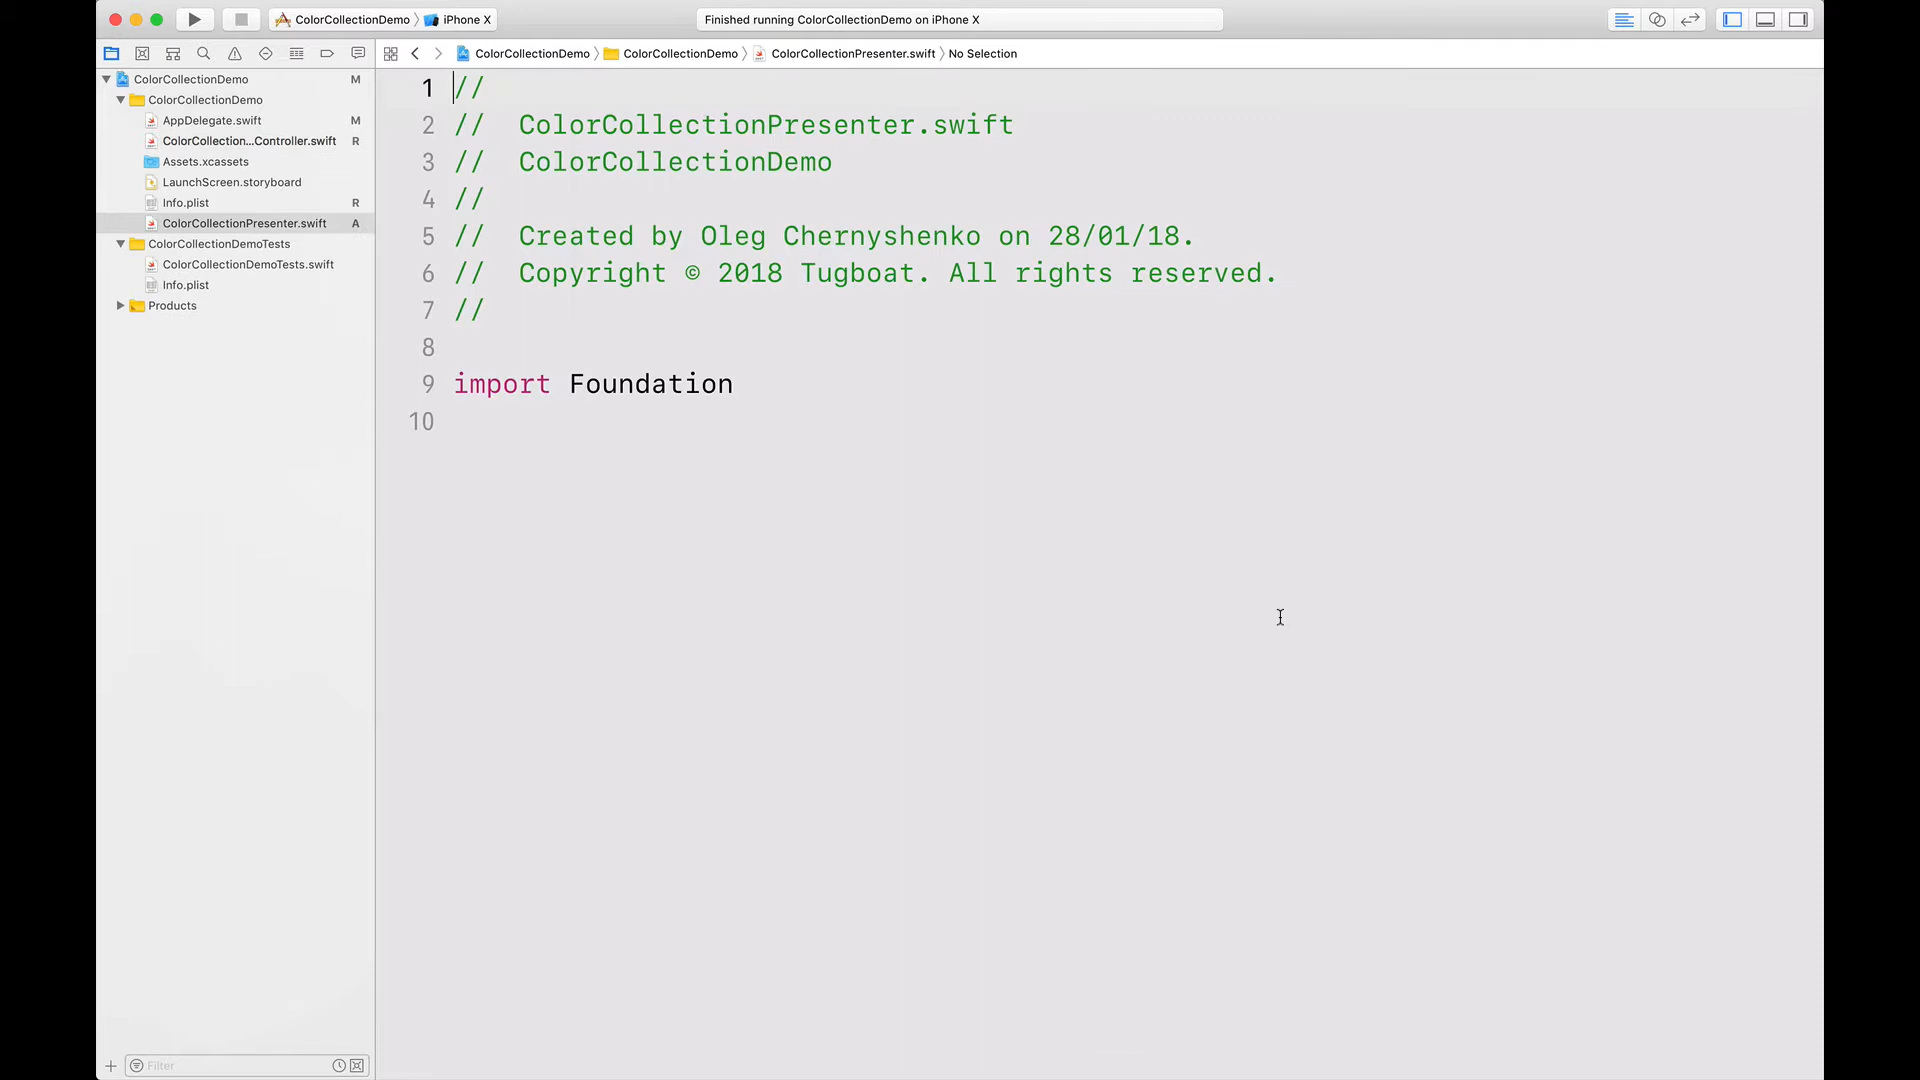 ColorCollectionDemo 〉 iPhone X
Finished running ColorCollectionDemo on iPhone X
ColorCollectionDemo 〉 ColorCollectionDemo 〉 ColorCollectionPresenter.swift 〉 No Selection
ColorCollectionDemo M
ColorCollectionDemo
AppDelegate.swift M
ColorCollection...Controller.swift R
Assets.xcassets
LaunchScreen.storyboard
Info.plist R
ColorCollectionPresenter.swift A
ColorCollectionDemoTests
ColorCollectionDemoTests.swift
Info.plist
Products
Filter
1 //
2 //  ColorCollectionPresenter.swift
3 //  ColorCollectionDemo
4 //
5 //  Created by Oleg Chernyshenko on 28/01/18.
6 //  Copyright © 2018 Tugboat. All rights reserved.
7 //
8
9 import Foundation
10